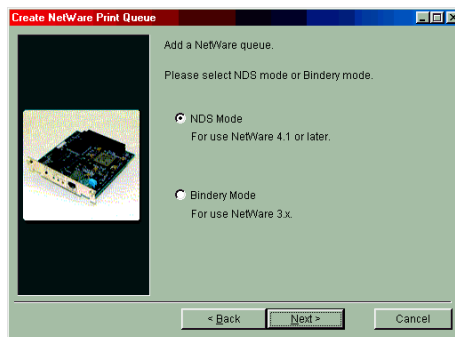 Create NetWare Print Queue
Add a NetWare queue.
Please select NDS mode or Bindery mode.
NDS Mode
For use NetWare 4.1 or later.
Bindery Mode
For use NetWare 3.x.
< Back
Next >
Cancel